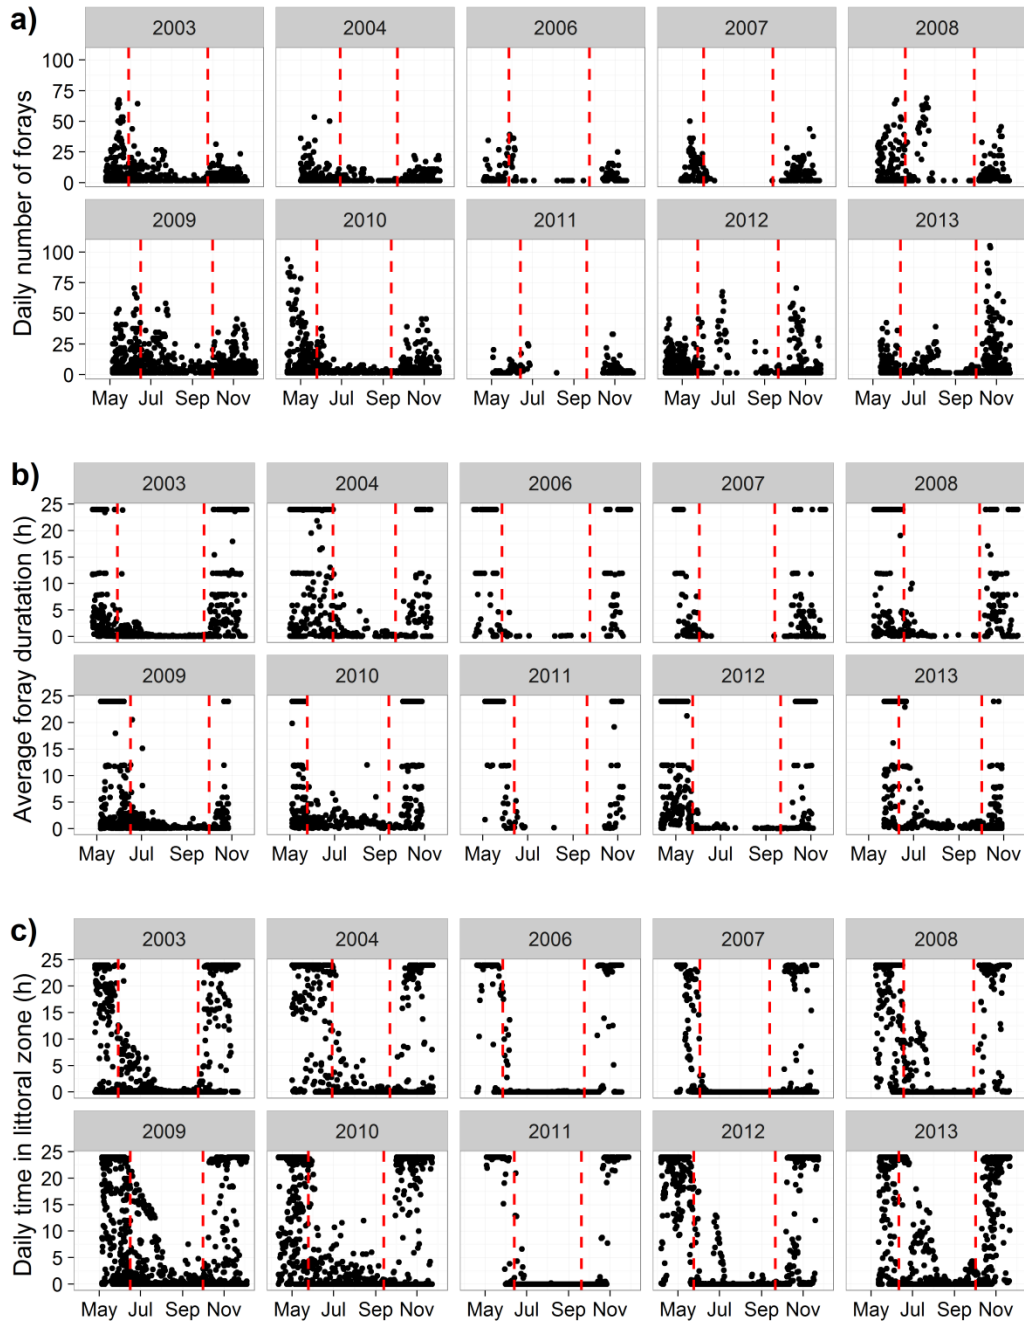 a)
2003 2004 2006 2007 2008
100
75
50
25
0
2009 2010 2011 2012 2013
100
75
50
25
0
Daily number of forays
May Jul Sep Nov May Jul Sep Nov May Jul Sep Nov May Jul Sep Nov May Jul Sep Nov
b)
2003 2004 2006 2007 2008
25
20
15
10
5
0
2009 2010 2011 2012 2013
25
20
15
10
5
0
Average foray duratation (h)
May Jul Sep Nov May Jul Sep Nov May Jul Sep Nov May Jul Sep Nov May Jul Sep Nov
c)
2003 2004 2006 2007 2008
25
20
15
10
5
0
2009 2010 2011 2012 2013
25
20
15
10
5
0
Daily time in littoral zone (h)
May Jul Sep Nov May Jul Sep Nov May Jul Sep Nov May Jul Sep Nov May Jul Sep Nov